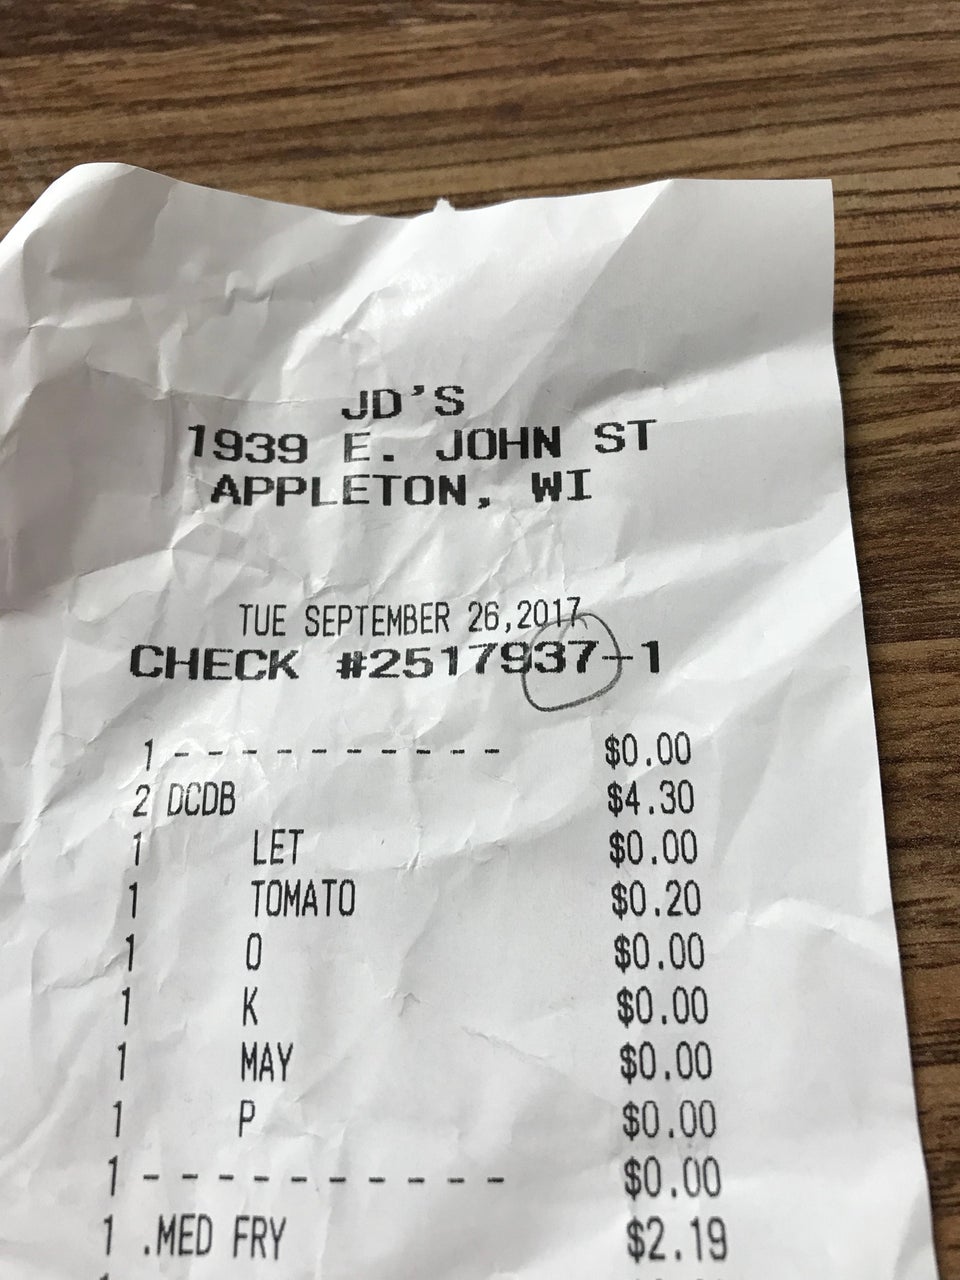 JD'S
1939 E. JOHN ST
APPLETON, WI
TUE SEPTEMBER 26,2017
CHECK #2517937-1
1 - - - - - - - - - - $0.00
2 DCDB $4.30
1 LET $0.00
1 TOMATO $0.20
1 O $0.00
1 K $0.00
1 MAY $0.00
1 P $0.00
1 - - - - - - - - - - $0.00
1 .MED FRY $2.19